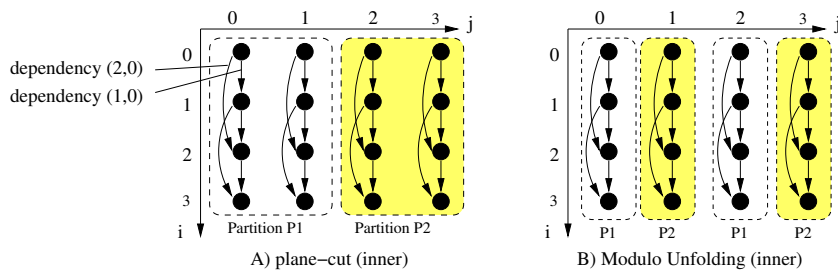 0 1 2 3 j
0
dependency (2,0)
dependency (1,0)
1
2
3
i
Partition P1 Partition P2
A) plane-cut (inner)
0 1 2 3 j
0
1
2
3
i
P1 P2 P1 P2
B) Modulo Unfolding (inner)